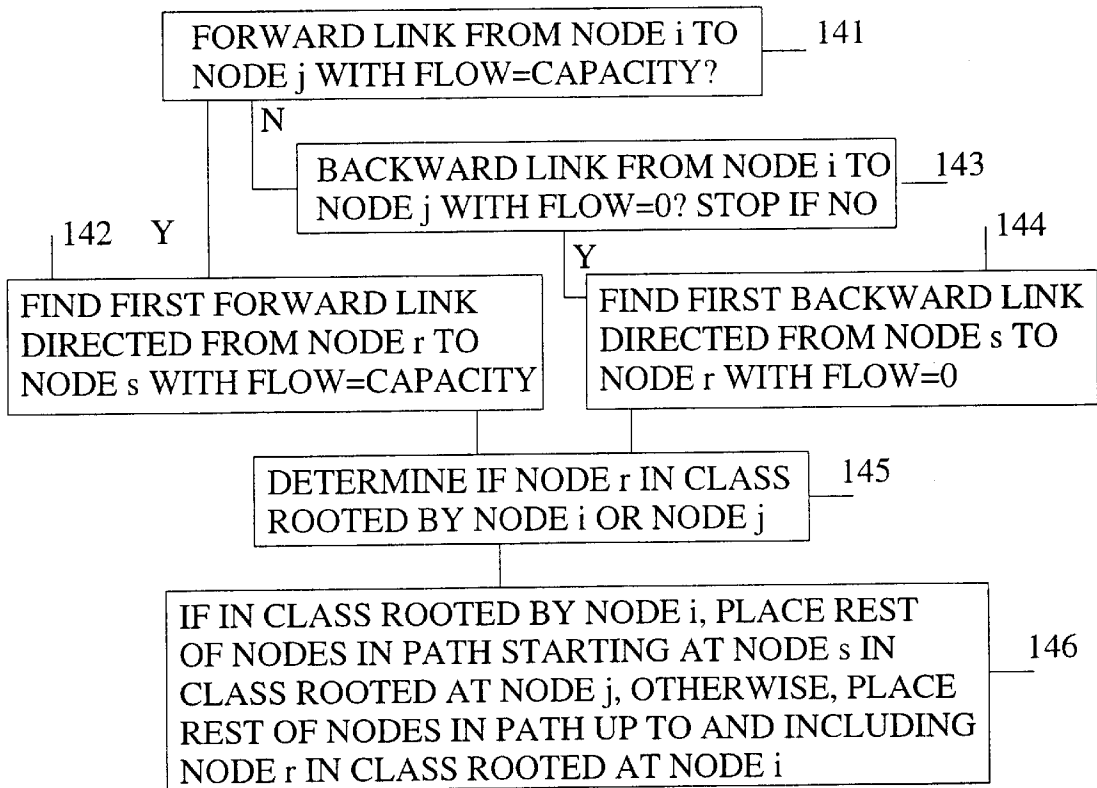 FORWARD LINK FROM NODE i TO
NODE j WITH FLOW=CAPACITY?
141
N
BACKWARD LINK FROM NODE i TO
NODE j WITH FLOW=0? STOP IF NO
143
142
Y
Y
144
FIND FIRST FORWARD LINK
DIRECTED FROM NODE r TO
NODE s WITH FLOW=CAPACITY
FIND FIRST BACKWARD LINK
DIRECTED FROM NODE s TO
NODE r WITH FLOW=0
DETERMINE IF NODE r IN CLASS
ROOTED BY NODE i OR NODE j
145
IF IN CLASS ROOTED BY NODE i, PLACE REST
OF NODES IN PATH STARTING AT NODE s IN
CLASS ROOTED AT NODE j, OTHERWISE, PLACE
REST OF NODES IN PATH UP TO AND INCLUDING
NODE r IN CLASS ROOTED AT NODE i
146